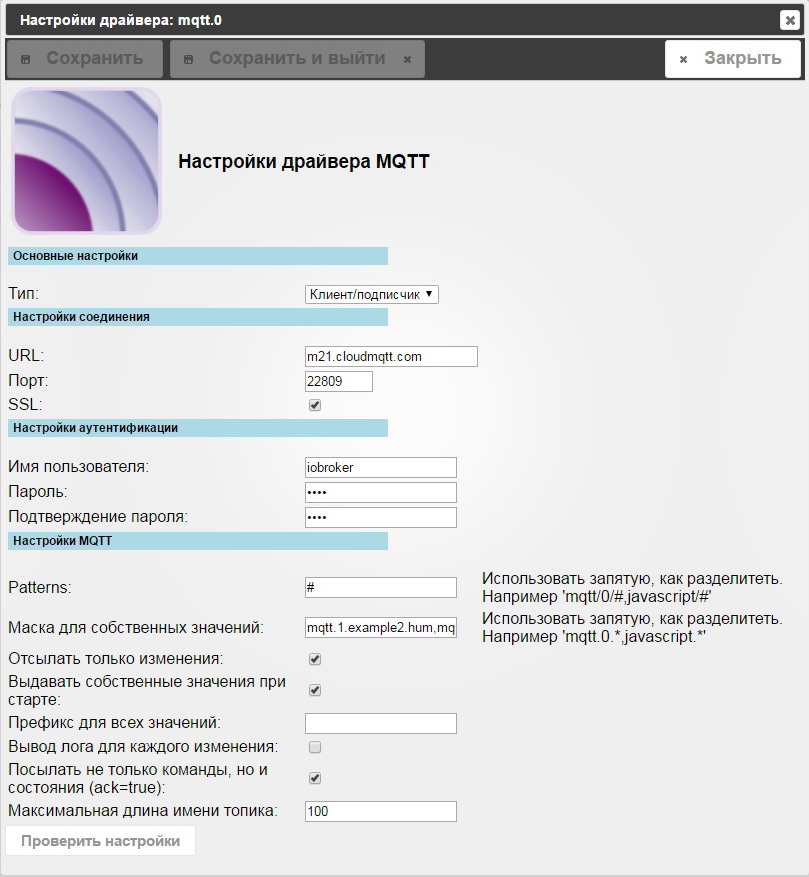 Настройки драйвера: mqtt.0
Сохранить
Сохранить и выйти
Закрыть
Настройки драйвера MQTT
Основные настройки
Тип: Клиент/подписчик
Настройки соединения
URL: m21.cloudmqtt.com
Порт: 22809
SSL:
Настройки аутентификации
Имя пользователя: iobroker
Пароль: ••••
Подтверждение пароля: ••••
Настройки MQTT
Patterns: #
Использовать запятую, как разделитеть.
Например 'mqtt/0/#,javascript/#'
Маска для собственных значений: mqtt.1.example2.hum,mq
Использовать запятую, как разделитеть.
Например 'mqtt.0.*,javascript.*'
Отсылать только изменения:
Выдавать собственные значения при
старте:
Префикс для всех значений:
Вывод лога для каждого изменения:
Посылать не только команды, но и
состояния (ack=true):
Максимальная длина имени топика: 100
Проверить настройки